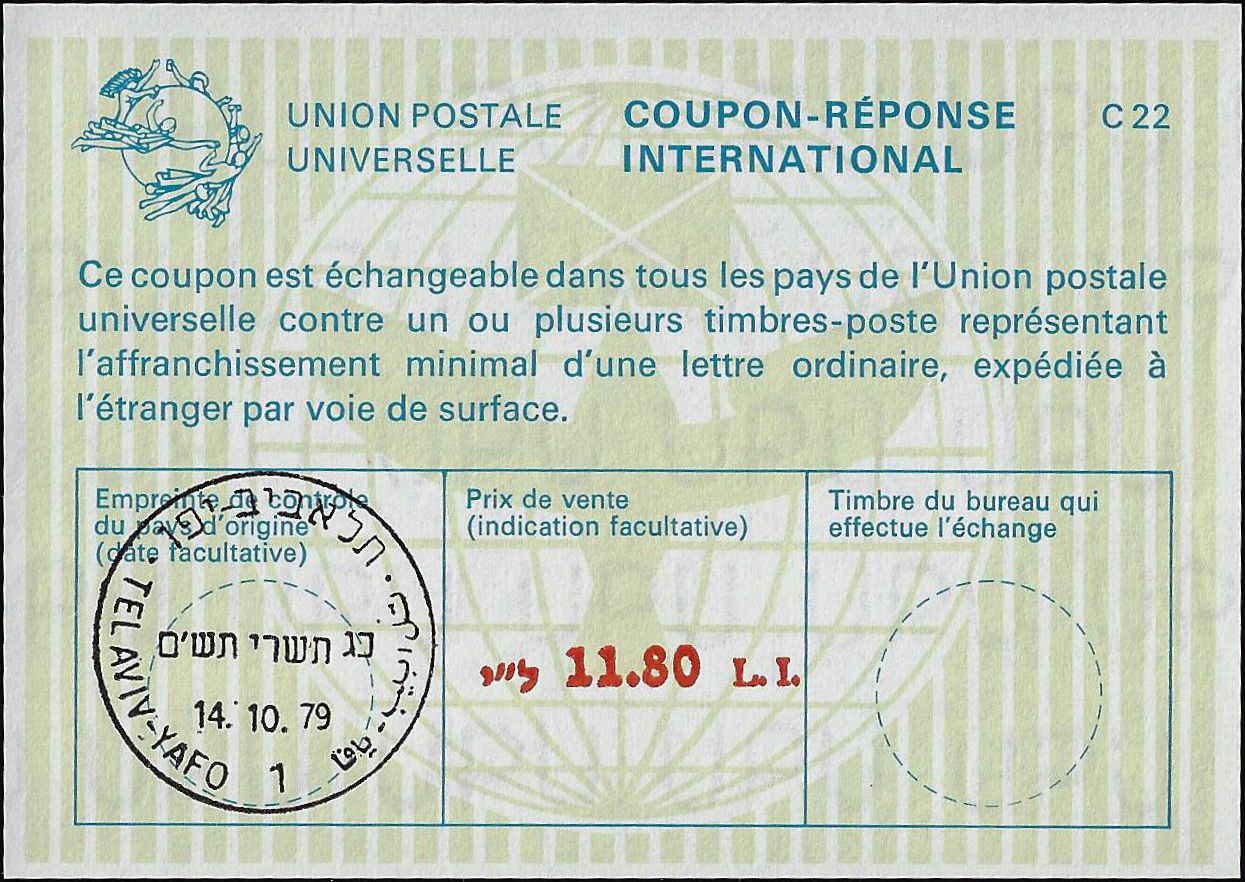 UNION POSTALE
UNIVERSELLE
COUPON-RÉPONSE
INTERNATIONAL
C 22
Ce coupon est échangeable dans tous les pays de l'Union postale
universelle contre un ou plusieurs timbres-poste représentant
l'affranchissement minimal d'une lettre ordinaire, expédiée à
l'étranger par voie de surface.
Empreinte de contrôle
du pays d'origine
(date facultative)
תל אביב-יפו
כג תשרי תש"ם
14. 10. 79
TEL AVIV-YAFO 1
Prix de vente
(indication facultative)
ל"י 11.80 L.I.
Timbre du bureau qui
effectue l'échange